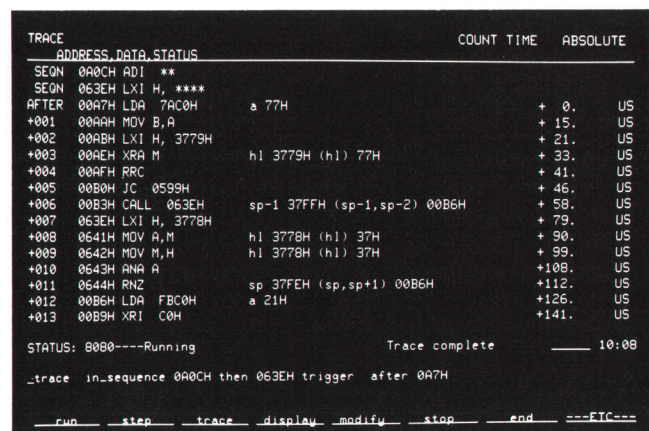 TRACE COUNT TIME ABSOLUTE
ADDRESS,DATA,STATUS
SEQN 0A0CH ADI **
SEQN 063EH LXI H, ****
AFTER 00A7H LDA 7AC0H a 77H + 0. US
+001 00AAH MOV B,A + 15. US
+002 00ABH LXI H, 3779H + 21. US
+003 00AEH XRA M hl 3779H (hl) 77H + 33. US
+004 00AFH RRC + 41. US
+005 00B0H JC 0599H + 46. US
+006 00B3H CALL 063EH sp-1 37FFH (sp-1,sp-2) 00B6H + 58. US
+007 063EH LXI H, 3778H + 79. US
+008 0641H MOV A,M hl 3778H (hl) 37H + 90. US
+009 0642H MOV M,H hl 3778H (hl) 37H + 99. US
+010 0643H ANA A +108. US
+011 0644H RNZ sp 37FEH (sp,sp+1) 00B6H +112. US
+012 00B6H LDA FBC0H a 21H +126. US
+013 00B9H XRI C0H +141. US
STATUS: 8080----Running Trace complete 10:08
_trace in_sequence 0A0CH then 063EH trigger after 0A7H
run step trace display modify stop end ---ETC---